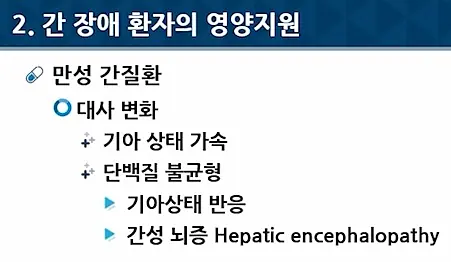 2. 간 장애 환자의 영양지원
만성 간질환
대사 변화
기아 상태 가속
단백질 불균형
기아상태 반응
간성 뇌증 Hepatic encephalopathy